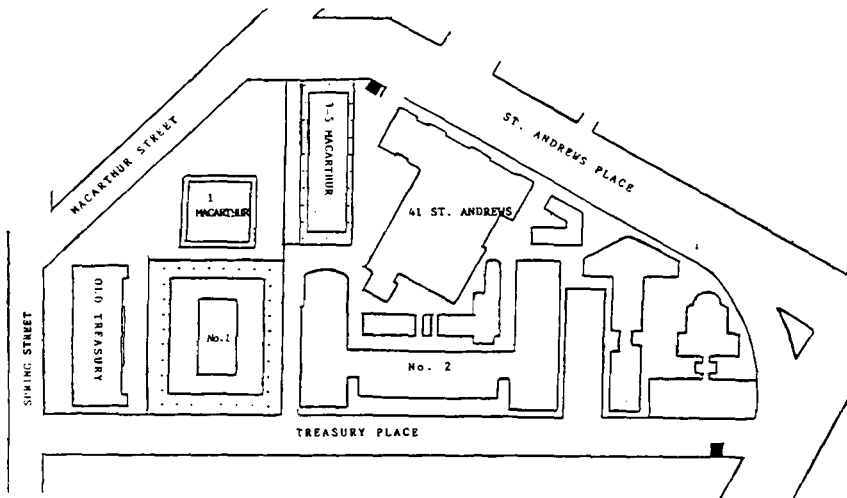 MACARTHUR STREET
ST. ANDREWS PLACE
1-5 MACARTHUR
1
MACARTHUR
41 ST. ANDREWS
OLD TREASURY
No.1
No. 2
SPRING STREET
TREASURY PLACE